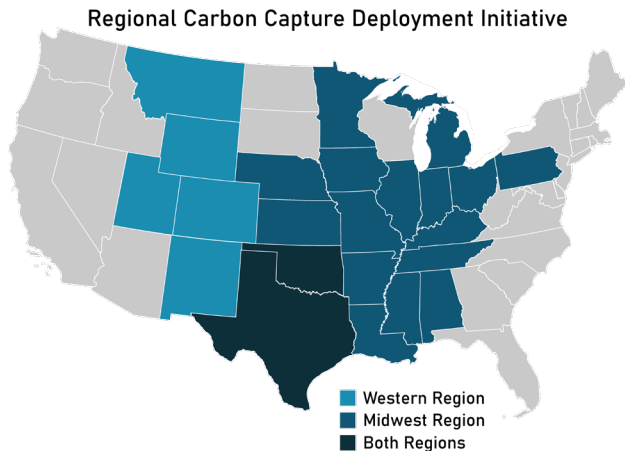 Regional Carbon Capture Deployment Initiative
Western Region
Midwest Region
Both Regions